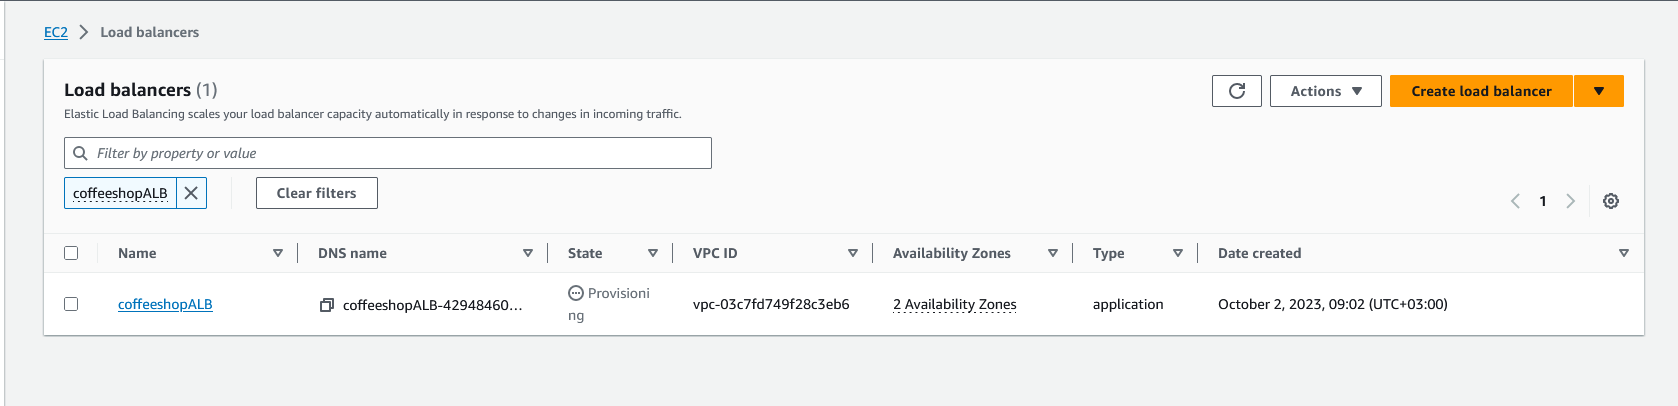 EC2 > Load balancers
Load balancers (1)
Actions
Create load balancer
Elastic Load Balancing scales your load balancer capacity automatically in response to changes in incoming traffic.
Filter by property or value
coffeeshopALB
Clear filters
1
Name DNS name State VPC ID Availability Zones Type Date created
coffeeshopALB coffeeshopALB-42948460... Provisioni vpc-03c7fd749f28c3eb6 2 Availability Zones application October 2, 2023, 09:02 (UTC+03:00)
ng